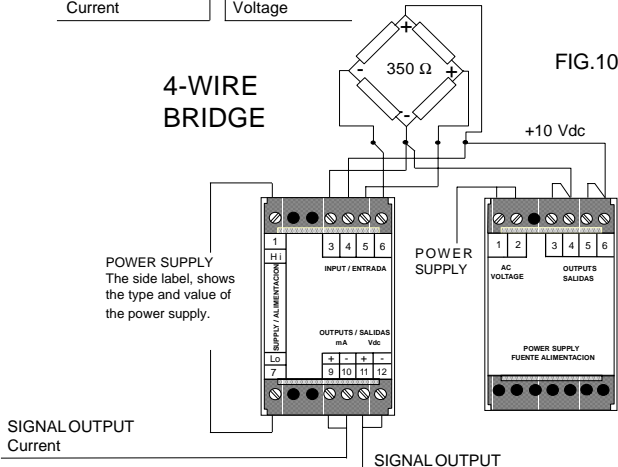 Current
Voltage
4-WIRE
BRIDGE
350 Ω
+
-
+
-
FIG.10
+10 Vdc
POWER SUPPLY
The side label, shows
the type and value of
the power supply.
1
Hi
3 4 5 6
INPUT / ENTRADA
SUPPLY / ALIMENTACION
OUTPUTS / SALIDAS
mA Vdc
Lo
+ - + -
7
9 10 11 12
POWER
SUPPLY
1 2 3 4 5 6
AC
VOLTAGE
OUTPUTS
SALIDAS
POWER SUPPLY
FUENTE ALIMENTACION
SIGNAL OUTPUT
Current
SIGNAL OUTPUT